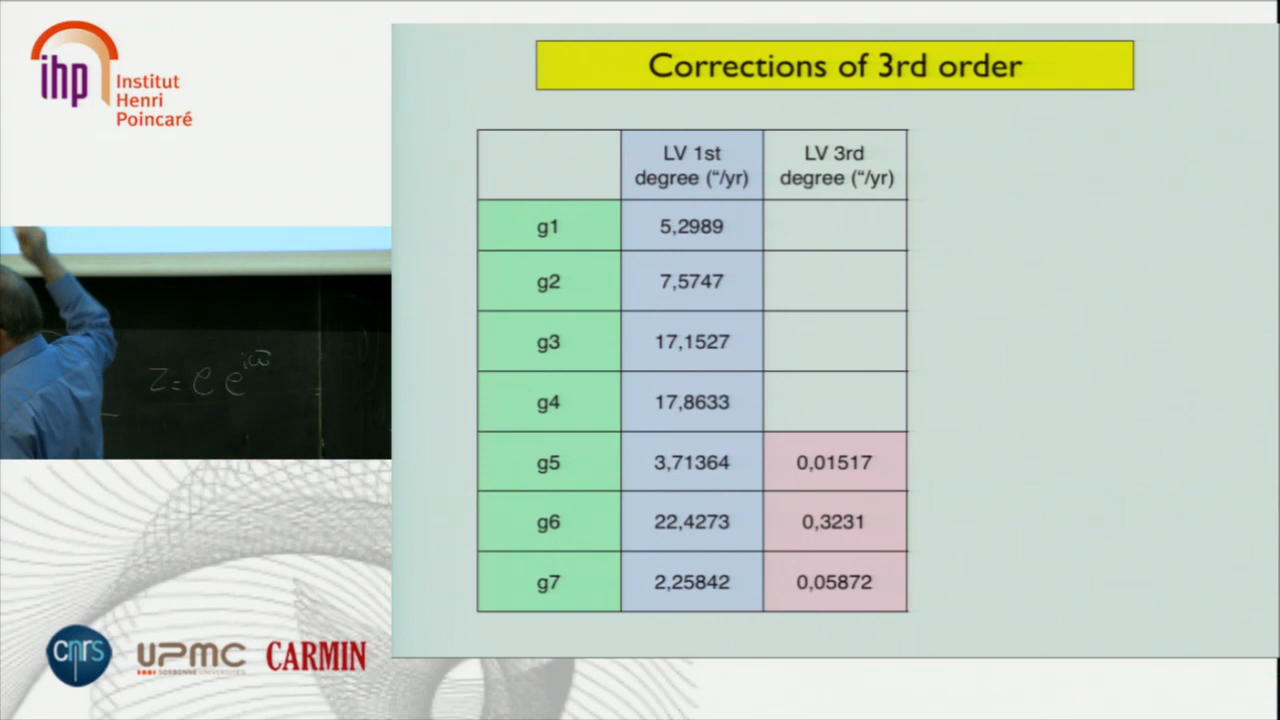 ihp
Institut
Henri
Poincaré
Corrections of 3rd order
LV 1st degree (“/yr) LV 3rd degree (“/yr)
g1 5,2989
g2 7,5747
g3 17,1527
g4 17,8633
g5 3,71364 0,01517
g6 22,4273 0,3231
g7 2,25842 0,05872
z = e e^{iϖ}
cnrs
UPMC
SORBONNE UNIVERSITÉS
CARMIN